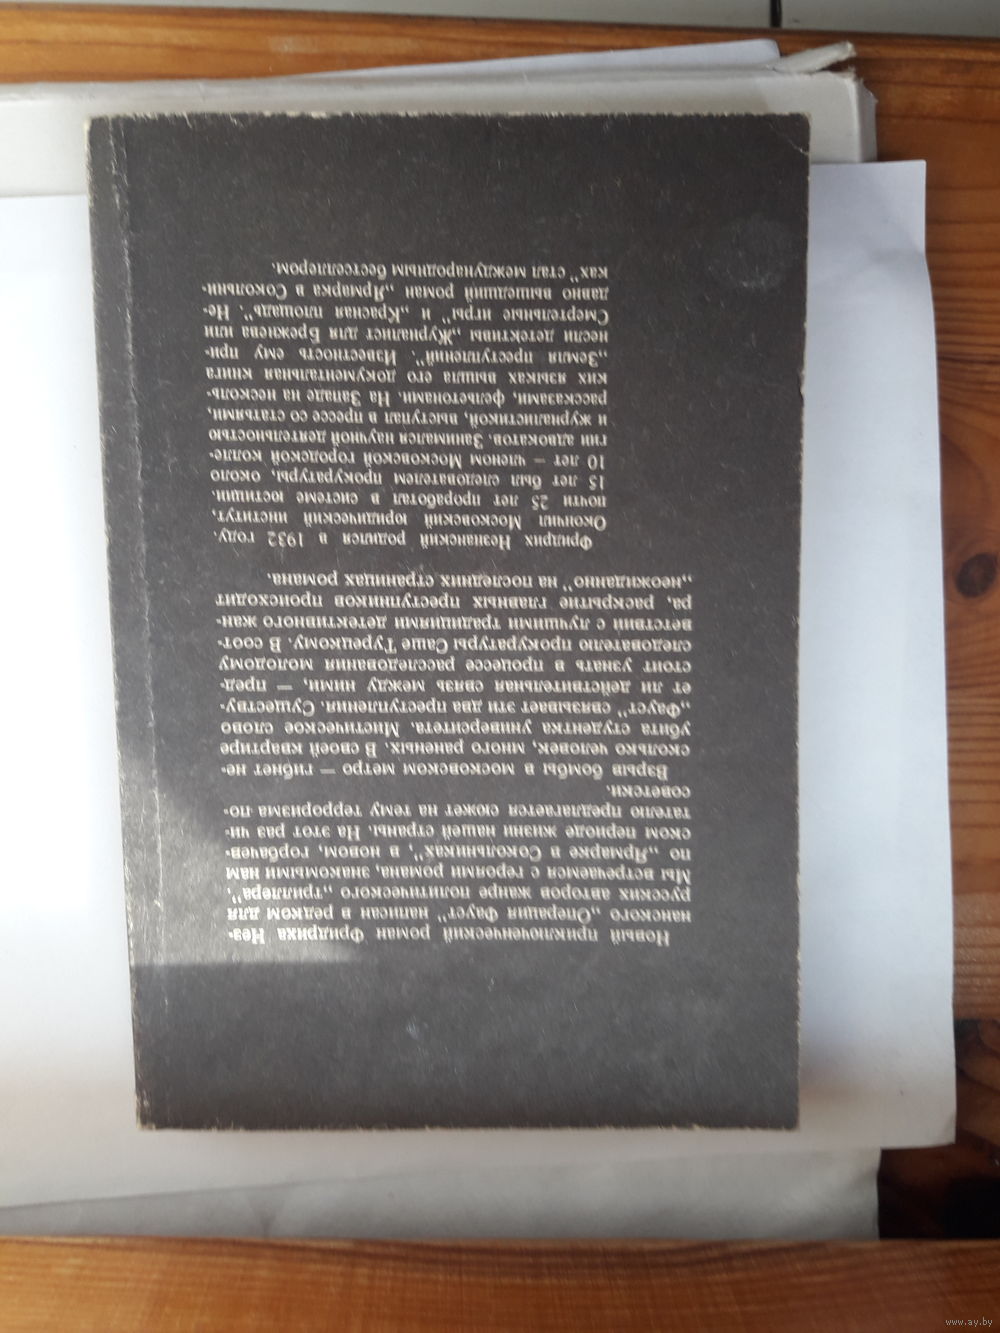 Новый приключенческий роман Фридриха Нез-
нанского „Операция Фауст" написан в редком для
русских авторов жанре политического „триллера".
Мы встречаемся с героями романа, знакомыми нам
по „Ярмарке в Сокольниках", в новом, горбачев-
ском периоде жизни нашей страны. На этот раз чи-
тателю предлагается сюжет на тему терроризма по-
советски.
Взрыв бомбы в московском метро — гибнет не-
сколько человек, много раненых. В своей квартире
убита студентка университета. Мистическое слово
„Фауст" связывает эти два преступления. Существу-
ет ли действительная связь между ними, — пред-
стоит узнать в процессе расследования молодому
следователю прокуратуры Саше Турецкому. В соот-
ветствии с лучшими традициями детективного жан-
ра, раскрытие главных преступников происходит
„неожиданно" на последних страницах романа.
Фридрих Незнанский родился в 1932 году.
Окончил Московский юридический институт,
почти 25 лет проработал в системе юстиции.
15 лет был следователем прокуратуры, около
10 лет — членом Московской городской колле-
гии адвокатов. Занимался научной деятельностью
и журналистикой, выступал в прессе со статьями,
рассказами, фельетонами. На Западе на несколь-
ких языках вышла его документальная книга
„Земля преступлений". Известность ему при-
несли детективы „Журналист для Брежнева или
Смертельные игры" и „Красная площадь". Не-
давно вышедший роман „Ярмарка в Сокольни-
ках" стал международным бестселлером.
www.ay.by